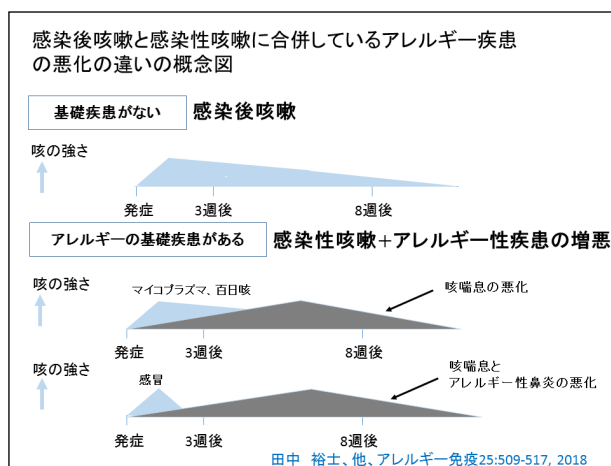 感染後咳嗽と感染性咳嗽に合併しているアレルギー疾患
の悪化の違いの概念図
基礎疾患がない
感染後咳嗽
咳の強さ
発症
3週後
8週後
アレルギーの基礎疾患がある
感染性咳嗽+アレルギー性疾患の増悪
マイコプラズマ、百日咳
咳喘息の悪化
咳の強さ
発症
3週後
8週後
感冒
咳喘息と
アレルギー性鼻炎の悪化
咳の強さ
発症
3週後
8週後
田中 裕士、他、アレルギー免疫25:509-517, 2018